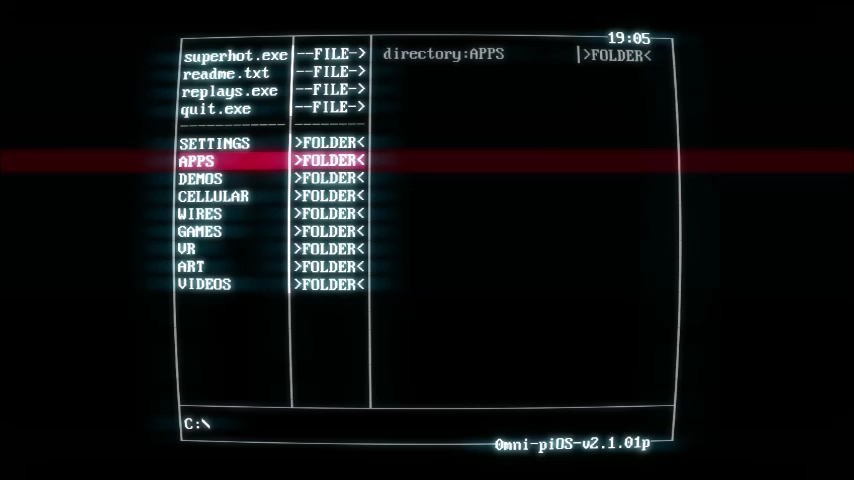 19:05
superhot.exe --FILE-> directory:APPS |>FOLDER<
readme.txt --FILE->
replays.exe --FILE->
quit.exe --FILE->
------------ --------
SETTINGS >FOLDER<
APPS >FOLDER<
DEMOS >FOLDER<
CELLULAR >FOLDER<
WIRES >FOLDER<
GAMES >FOLDER<
VR >FOLDER<
ART >FOLDER<
VIDEOS >FOLDER<
C:\
Omni-piOS-v2.1.01p